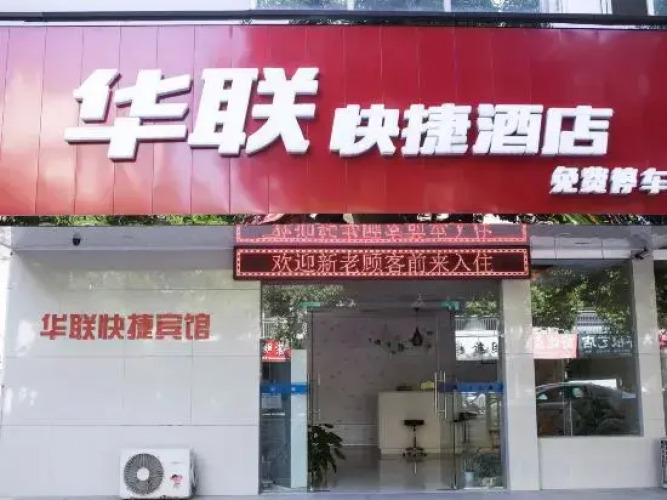 华联 快捷酒店
免费停车
欢迎新老顾客前来入住
华联快捷宾馆